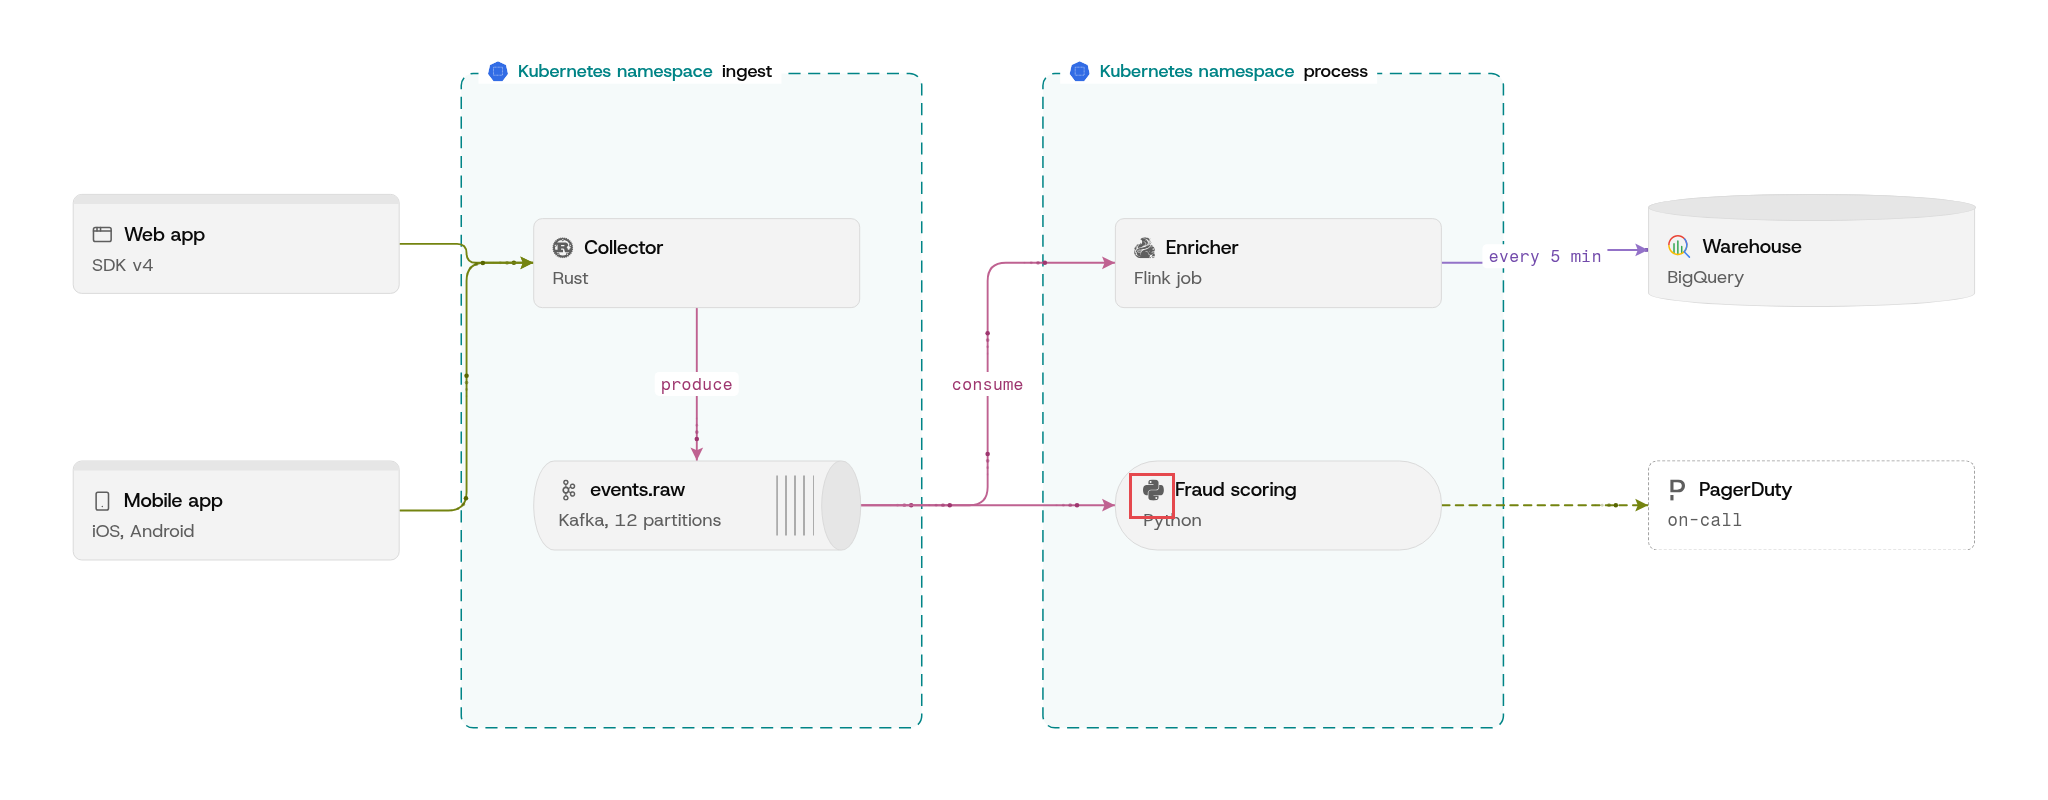 Kubernetes namespace ingest
Kubernetes namespace process
Web app
SDK v4
Collector
Rust
Enricher
Flink job
every 5 min
Warehouse
BigQuery
produce
consume
Mobile app
iOS, Android
events.raw
Kafka, 12 partitions
Fraud scoring
Python
PagerDuty
on-call